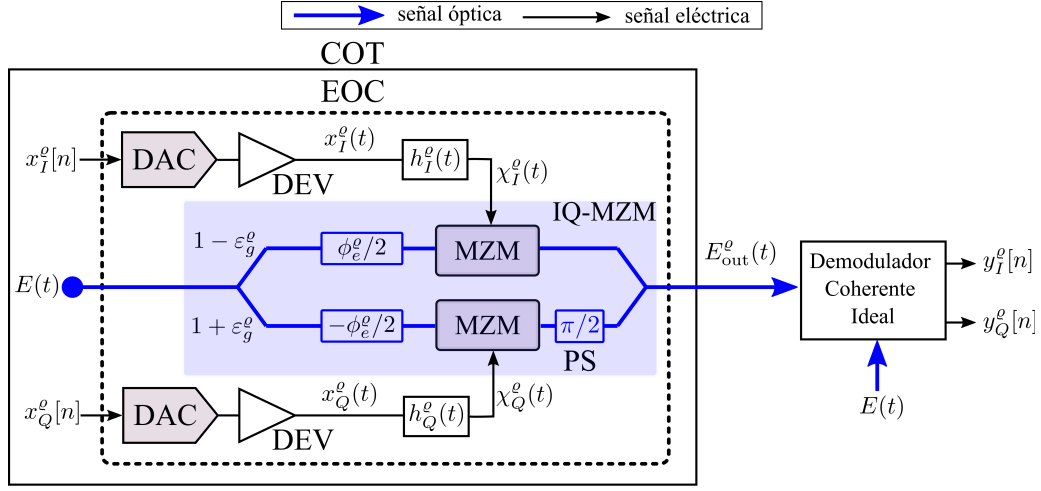 señal óptica señal eléctrica
COT
EOC
x_I^ϱ[n] DAC DEV x_I^ϱ(t) h_I^ϱ(t) χ_I^ϱ(t)
IQ-MZM
1 − ε_g^ϱ ϕ_e^ϱ/2 MZM
E(t) E_out^ϱ(t)
1 + ε_g^ϱ −ϕ_e^ϱ/2 MZM π/2
PS
x_Q^ϱ[n] DAC DEV x_Q^ϱ(t) h_Q^ϱ(t) χ_Q^ϱ(t)
Demodulador
Coherente
Ideal
y_I^ϱ[n]
y_Q^ϱ[n]
E(t)